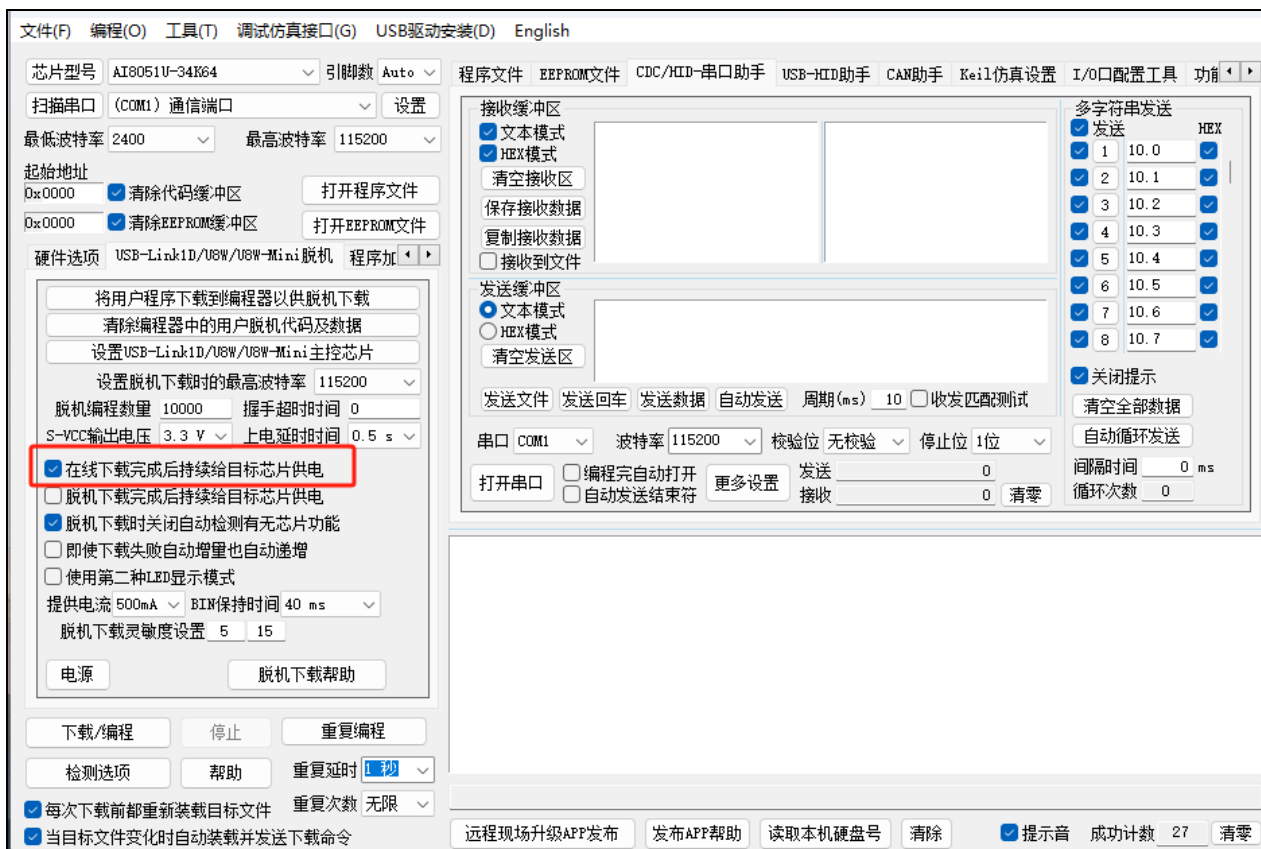 文件(F) 编程(O) 工具(T) 调试仿真接口(G) USB驱动安装(D) English
芯片型号 AI8051U-34K64 引脚数 Auto
扫描串口 (COM1) 通信端口 设置
最低波特率 2400 最高波特率 115200
起始地址
0x0000 清除代码缓冲区 打开程序文件
0x0000 清除EEPROM缓冲区 打开EEPROM文件
硬件选项 USB-Link1D/U8W/U8W-Mini脱机 程序加
将用户程序下载到编程器以供脱机下载
清除编程器中的用户脱机代码及数据
设置USB-Link1D/U8W/U8W-Mini主控芯片
设置脱机下载时的最高波特率 115200
脱机编程数量 10000 握手超时时间 0
S-VCC输出电压 3.3 V 上电延时时间 0.5 s
在线下载完成后持续给目标芯片供电
脱机下载完成后持续给目标芯片供电
脱机下载时关闭自动检测有无芯片功能
即使下载失败自动增量也自动递增
使用第二种LED显示模式
提供电流 500mA BIN保持时间 40 ms
脱机下载灵敏度设置 5 15
电源 脱机下载帮助
下载/编程 停止 重复编程
检测选项 帮助 重复延时 1 秒
每次下载前都重新装载目标文件 重复次数 无限
当目标文件变化时自动装载并发送下载命令
程序文件 EEPROM文件 CDC/HID-串口助手 USB-HID助手 CAN助手 Keil仿真设置 I/O口配置工具 功能
接收缓冲区
文本模式
HEX模式
清空接收区
保存接收数据
复制接收数据
接收到文件
发送缓冲区
文本模式
HEX模式
清空发送区
发送文件 发送回车 发送数据 自动发送 周期(ms) 10 收发匹配测试
串口 COM1 波特率 115200 校验位 无校验 停止位 1位
打开串口 编程完自动打开 更多设置 发送 0
自动发送结束符 接收 0 清零
多字符串发送
发送 HEX
1 10.0
2 10.1
3 10.2
4 10.3
5 10.4
6 10.5
7 10.6
8 10.7
关闭提示
清空全部数据
自动循环发送
间隔时间 0 ms
循环次数 0
远程现场升级APP发布 发布APP帮助 读取本机硬盘号 清除 提示音 成功计数 27 清零